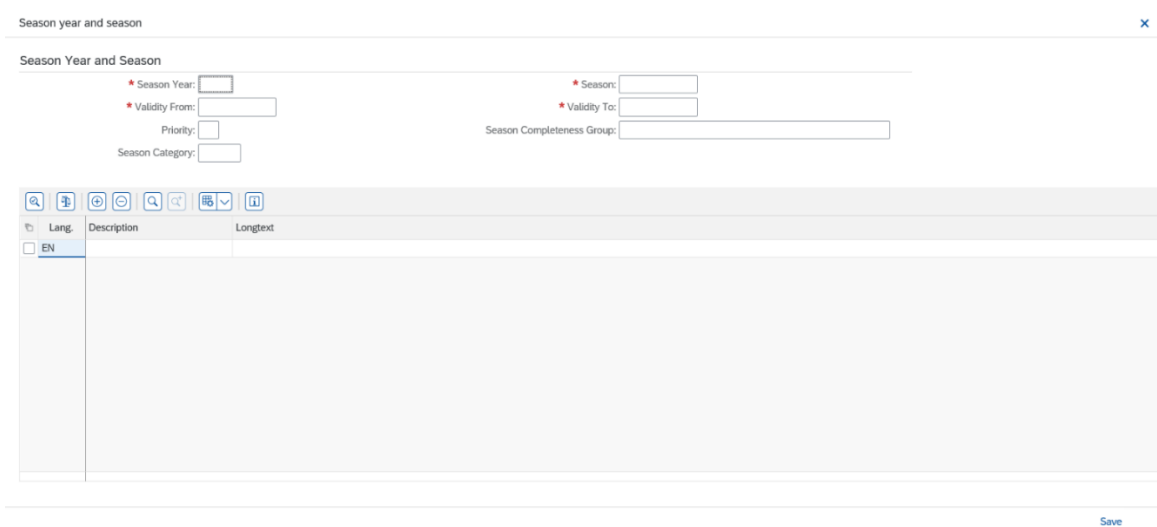 Season year and season
Season Year and Season
* Season Year:
* Season:
* Validity From:
* Validity To:
Priority:
Season Completeness Group:
Season Category:
Lang. Description Longtext
EN
Save